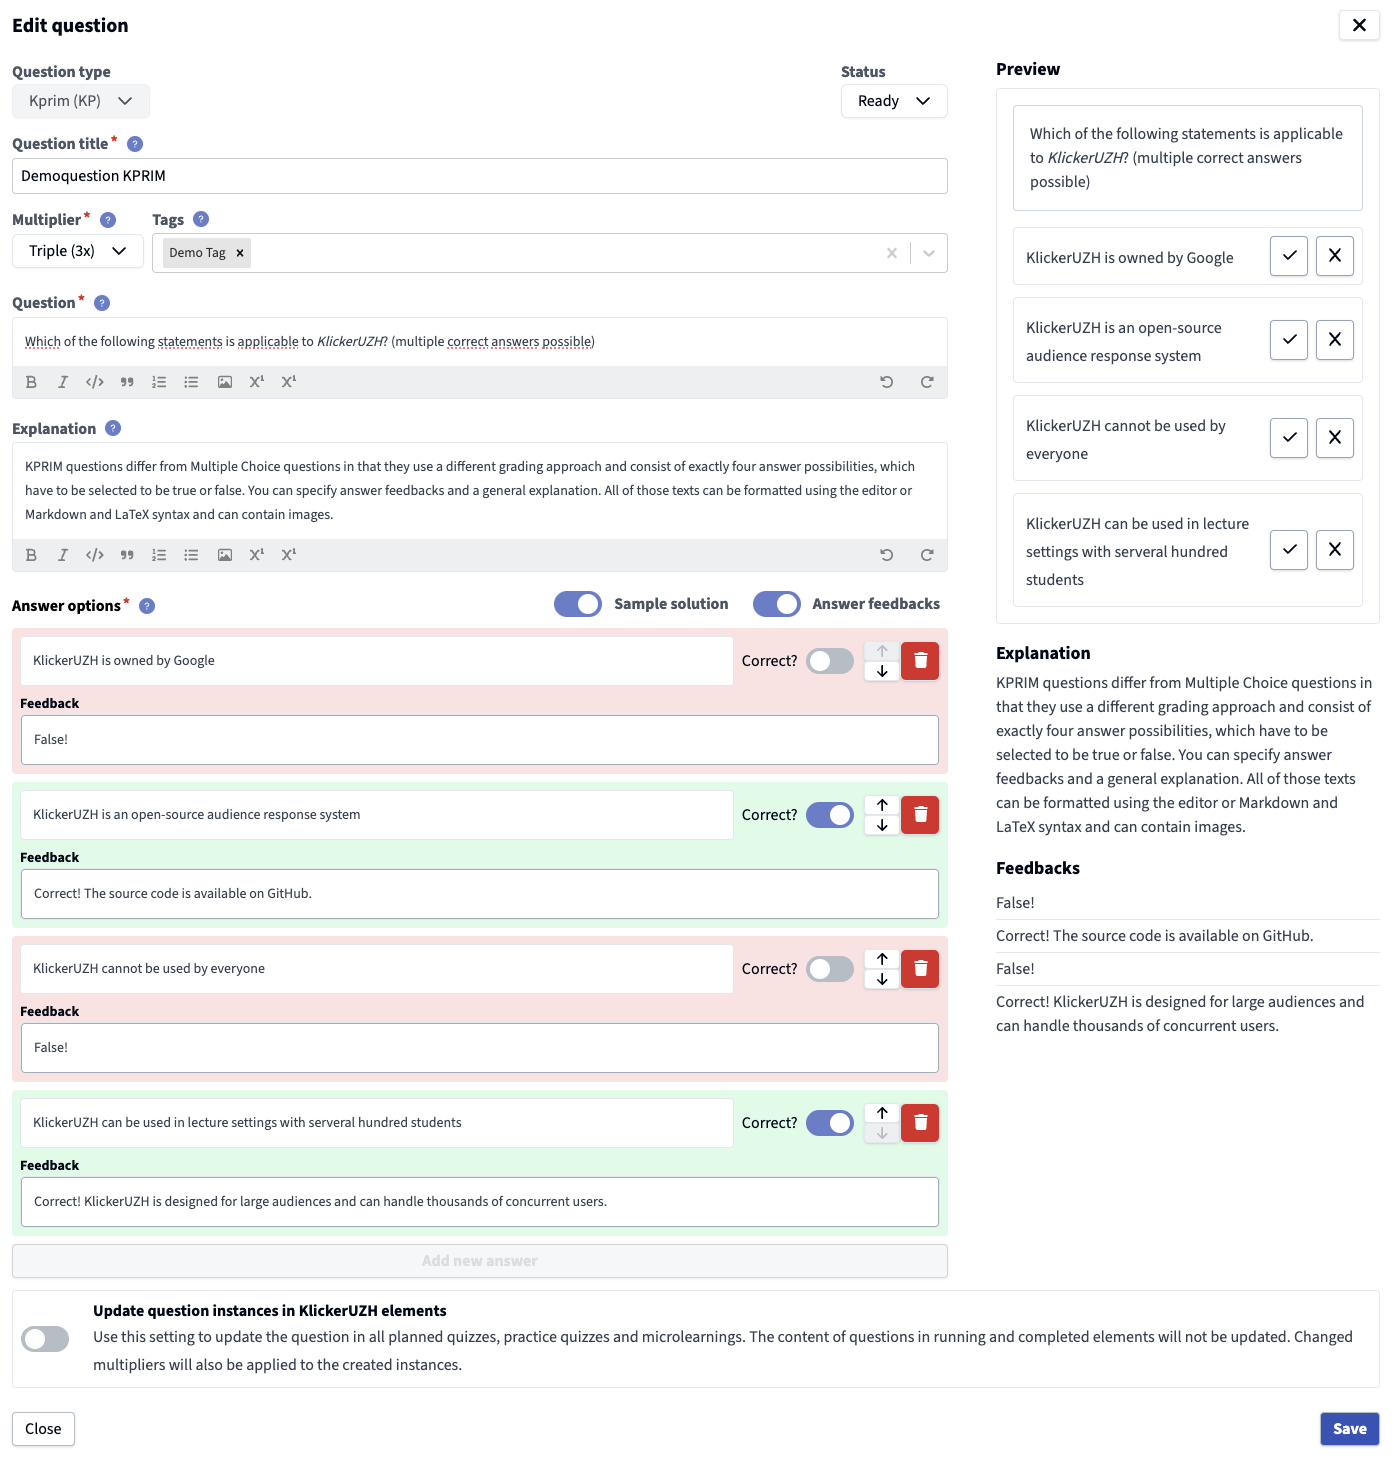 Edit question
Question type
Status
Kprim (KP)
Ready
Question title* ?
Demoquestion KPRIM
Multiplier* ?
Tags ?
Triple (3x)
Demo Tag
Question* ?
Which of the following statements is applicable to KlickerUZH? (multiple correct answers possible)
Explanation ?
KPRIM questions differ from Multiple Choice questions in that they use a different grading approach and consist of exactly four answer possibilities, which
have to be selected to be true or false. You can specify answer feedbacks and a general explanation. All of those texts can be formatted using the editor or
Markdown and LaTeX syntax and can contain images.
Answer options* ?
Sample solution
Answer feedbacks
KlickerUZH is owned by Google
Correct?
Feedback
False!
KlickerUZH is an open-source audience response system
Correct?
Feedback
Correct! The source code is available on GitHub.
KlickerUZH cannot be used by everyone
Correct?
Feedback
False!
KlickerUZH can be used in lecture settings with serveral hundred students
Correct?
Feedback
Correct! KlickerUZH is designed for large audiences and can handle thousands of concurrent users.
Add new answer
Preview
Which of the following statements is applicable
to KlickerUZH? (multiple correct answers
possible)
KlickerUZH is owned by Google
KlickerUZH is an open-source
audience response system
KlickerUZH cannot be used by
everyone
KlickerUZH can be used in lecture
settings with serveral hundred
students
Explanation
KPRIM questions differ from Multiple Choice questions in
that they use a different grading approach and consist of
exactly four answer possibilities, which have to be
selected to be true or false. You can specify answer
feedbacks and a general explanation. All of those texts
can be formatted using the editor or Markdown and
LaTeX syntax and can contain images.
Feedbacks
False!
Correct! The source code is available on GitHub.
False!
Correct! KlickerUZH is designed for large audiences and
can handle thousands of concurrent users.
Update question instances in KlickerUZH elements
Use this setting to update the question in all planned quizzes, practice quizzes and microlearnings. The content of questions in running and completed elements will not be updated. Changed
multipliers will also be applied to the created instances.
Close
Save